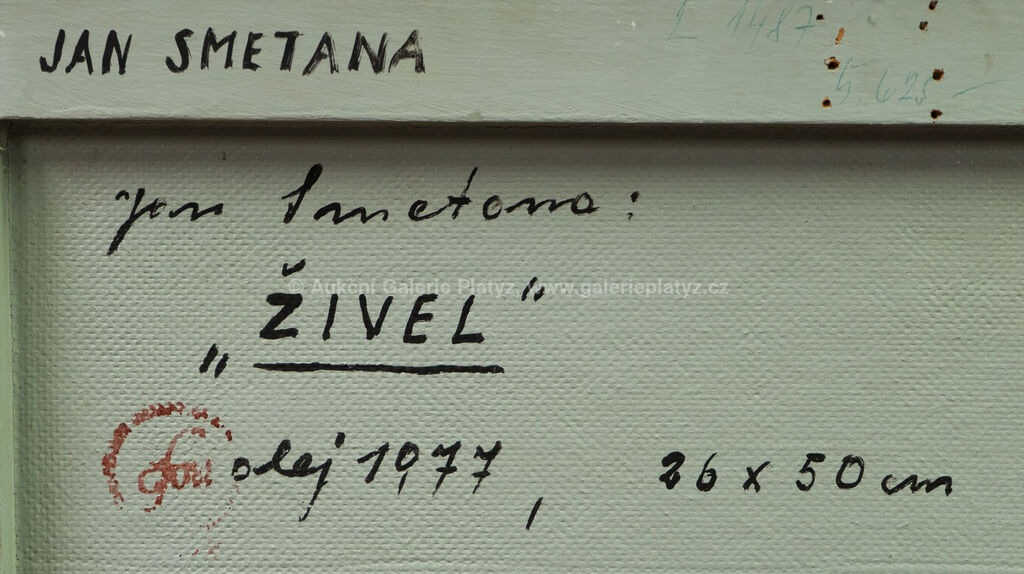 JAN SMETANA
L 1487
5.625 –
Jan Smetana:
© Aukční Galerie Platýz, www.galerieplatyz.cz
„ŽIVEL"
olej 1977, 26 x 50 cm